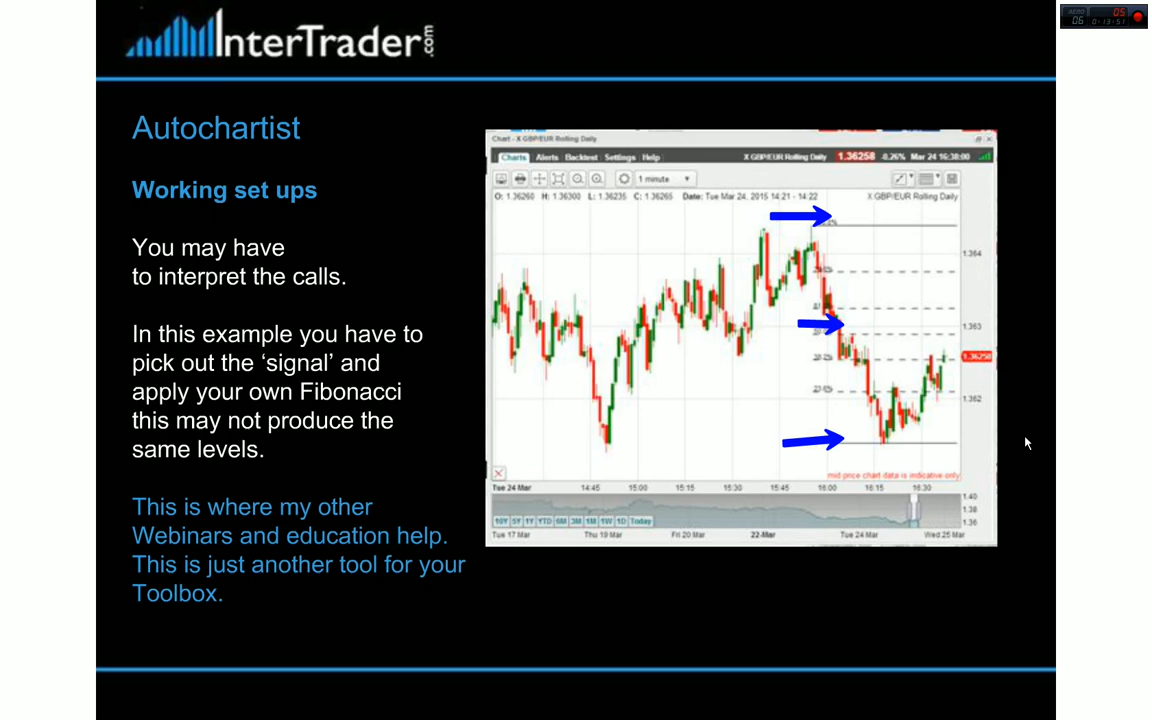 InterTrader.com
Autochartist
Working set ups
You may have
to interpret the calls.
In this example you have to
pick out the ‘signal’ and
apply your own Fibonacci
this may not produce the
same levels.
This is where my other
Webinars and education help.
This is just another tool for your
Toolbox.
Chart - X GBP/EUR Rolling Daily
Charts Alerts Backtest Settings Help X GBP/EUR Rolling Daily 1.36258 -0.26% Mar 24 16:38:00
1 minute
O: 1.36260 H: 1.36300 L: 1.36235 C: 1.36265 Date: Tue Mar 24, 2015 14:21 - 14:22 X GBP/EUR Rolling Daily
1.364
1.363
1.36258
1.362
mid price chart data is indicative only
Tue 24 Mar 14:45 15:00 15:15 15:30 15:45 16:00 16:15 16:30
1.40
1.38
1.36
10Y 5Y 1Y YTD 6M 3M 1M 1W 1D Today
Tue 17 Mar Thu 19 Mar Fri 20 Mar 22-Mar Tue 24 Mar Wed 25 Mar